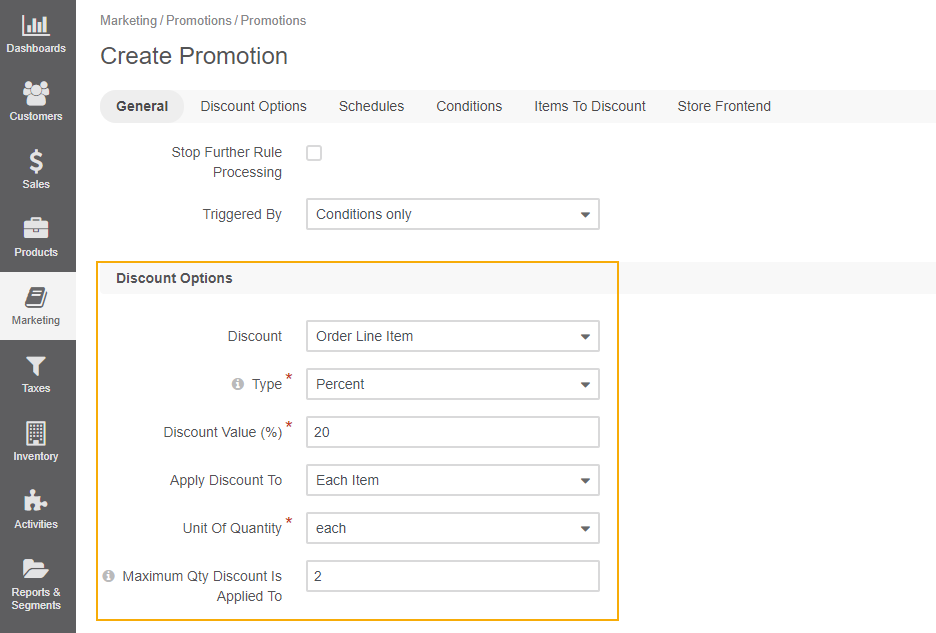 Dashboards
Customers
Sales
Products
Marketing
Taxes
Inventory
Activities
Reports &
Segments
Marketing / Promotions / Promotions
Create Promotion
General Discount Options Schedules Conditions Items To Discount Store Frontend
Stop Further Rule
Processing
Triggered By Conditions only
Discount Options
Discount Order Line Item
Type * Percent
Discount Value (%) * 20
Apply Discount To Each Item
Unit Of Quantity * each
Maximum Qty Discount Is
Applied To 2